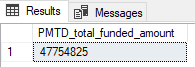 Results Messages
PMTD_total_funded_amount
1 47754825